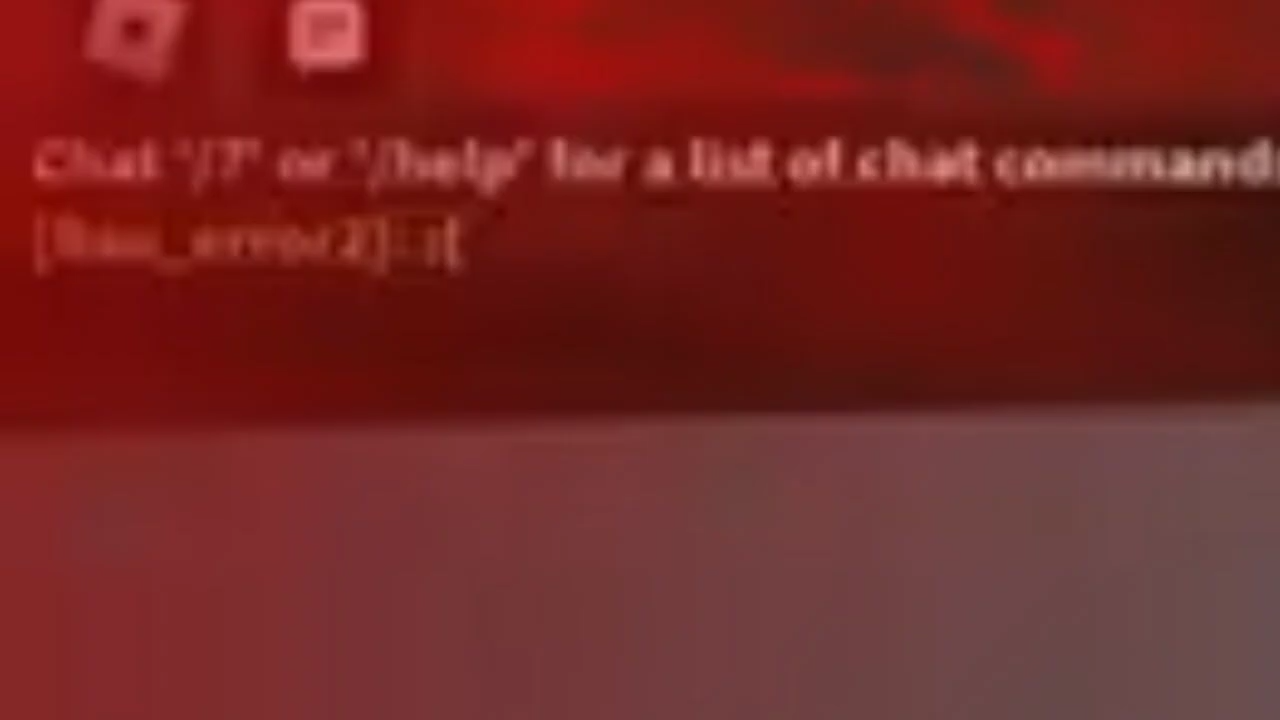 Chat '/?' or '/help' for a list of chat commands